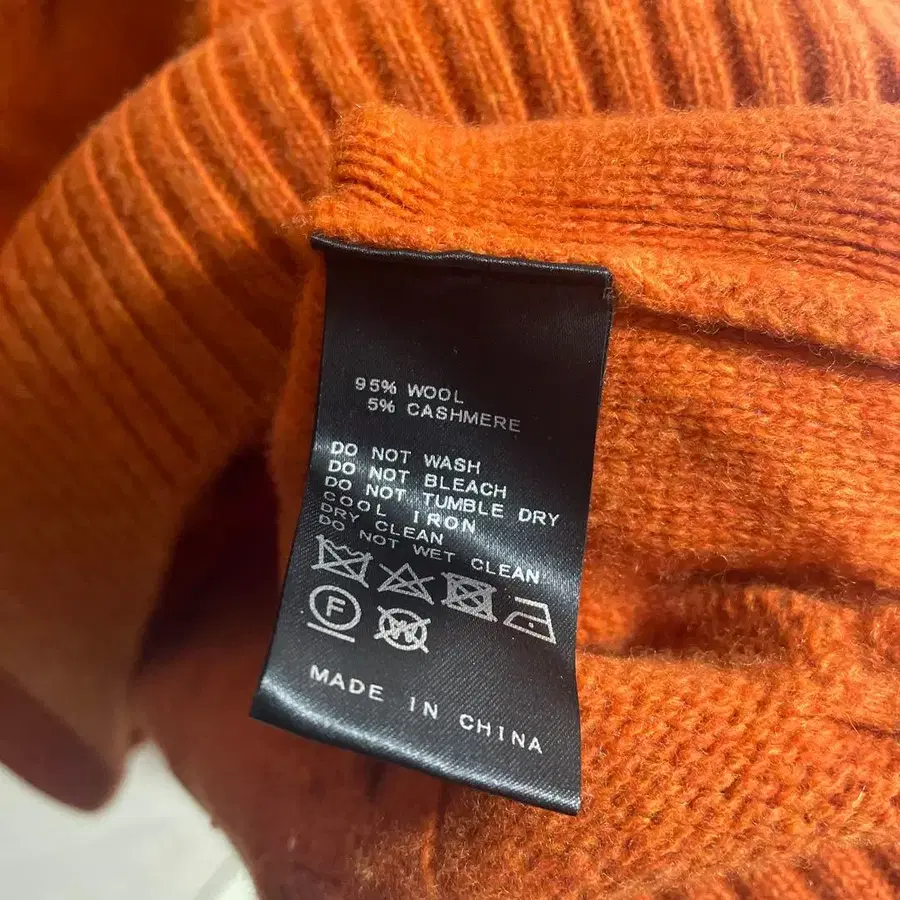 95% WOOL
5% CASHMERE
DO NOT WASH
DO NOT BLEACH
DO NOT TUMBLE DRY
COOL IRON
DRY CLEAN
DO NOT WET CLEAN
F W
MADE IN CHINA